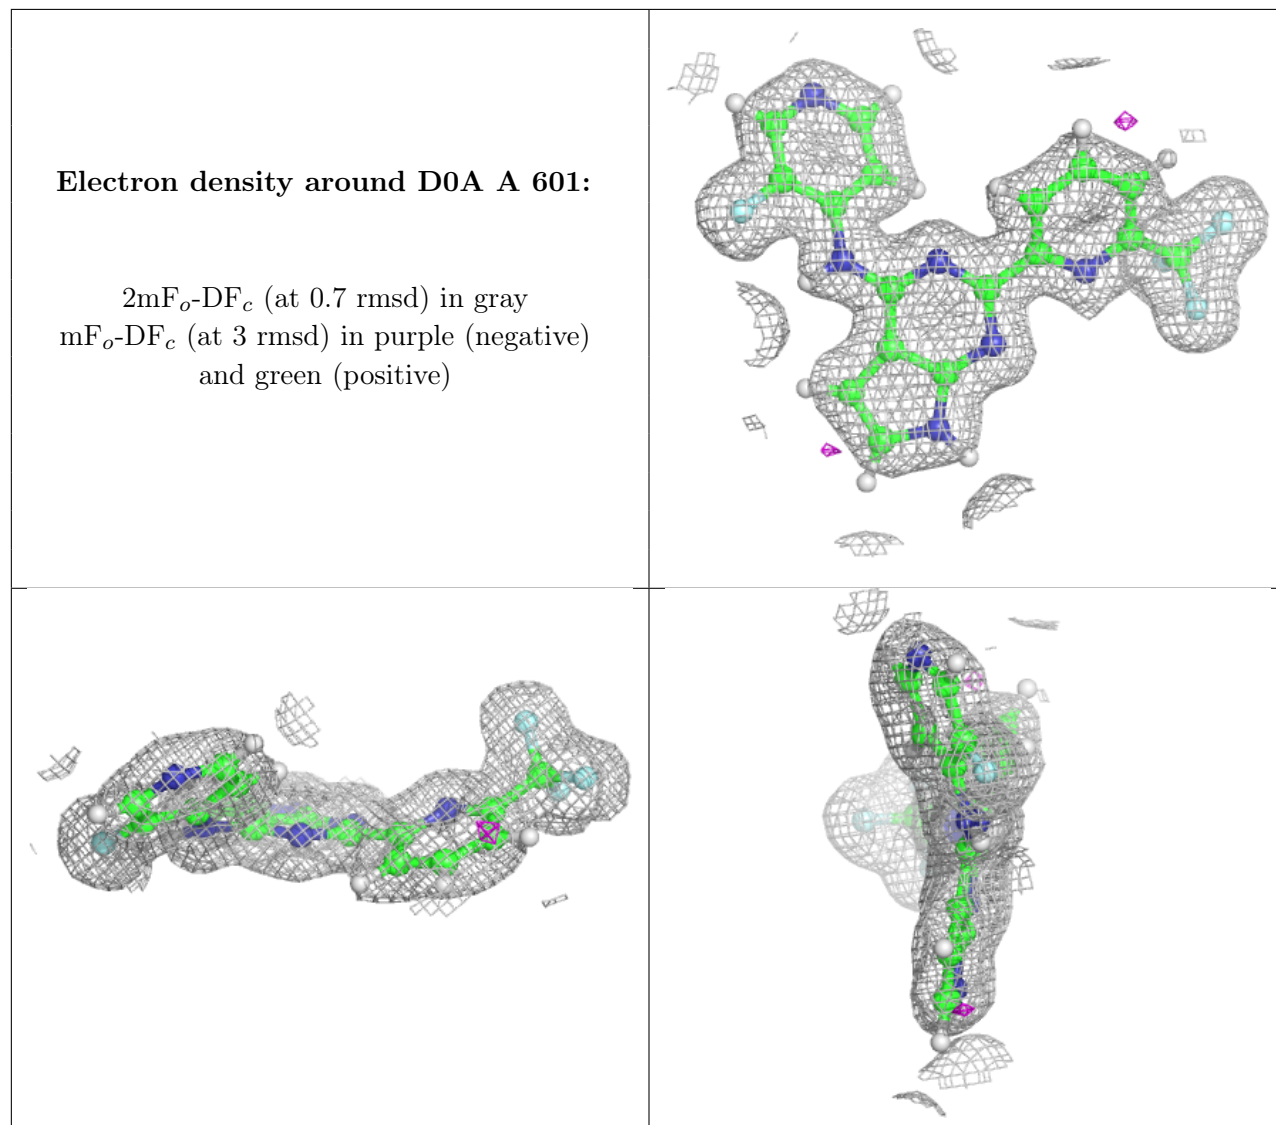 Electron density around D0A A 601:
2mFo-DFc (at 0.7 rmsd) in gray
mFo-DFc (at 3 rmsd) in purple (negative)
and green (positive)